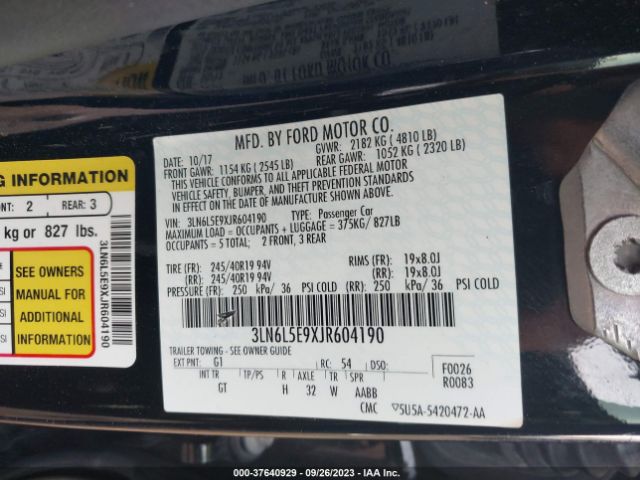 MFD. BY FORD MOTOR CO.
DATE: 10/17 GVWR: 2182 KG ( 4810 LB)
FRONT GAWR: 1154 KG ( 2545 LB) REAR GAWR: 1052 KG ( 2320 LB)
THIS VEHICLE CONFORMS TO ALL APPLICABLE FEDERAL MOTOR
VEHICLE SAFETY, BUMPER, AND THEFT PREVENTION STANDARDS
IN EFFECT ON THE DATE OF MANUFACTURE SHOWN ABOVE.
VIN: 3LN6L5E9XJR604190 TYPE: Passenger Car
MAXIMUM LOAD = OCCUPANTS + LUGGAGE = 375KG/ 827LB
OCCUPANTS = 5 TOTAL: 2 FRONT, 3 REAR
TIRE (FR): 245/40R19 94V RIMS (FR): 19x8.0J
(RR): 245/40R19 94V (RR): 19x8.0J
PRESSURE (FR): 250 kPa/ 36 PSI COLD (RR): 250 kPa/ 36 PSI COLD
3LN6L5E9XJR604190
TRAILER TOWING - SEE OWNER GUIDE
EXT PNT: G1 RC: 54 DSO: F0026
R0083
INT TR TP/PS R AXLE TR SPR
GT H 32 W AABB
CMC 5U5A-5420472-AA
INFORMATION
FRONT: 2 REAR: 3
kg or 827 lbs.
SEE OWNERS
MANUAL FOR
ADDITIONAL
INFORMATION
3LN6L5E9XJR604190
Copart: 37640929 - 09/26/2023 - IAA Inc.